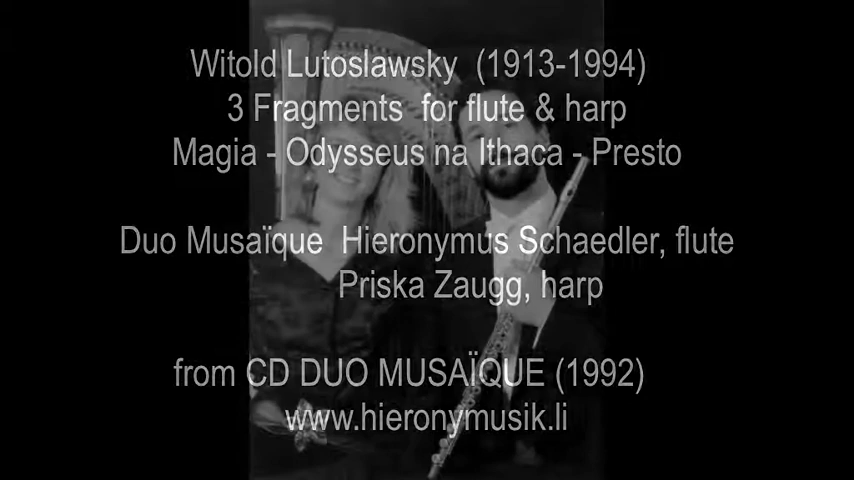 Witold Lutoslawsky (1913-1994)
3 Fragments for flute & harp
Magia - Odysseus na Ithaca - Presto
Duo Musaïque Hieronymus Schaedler, flute
Priska Zaugg, harp
from CD DUO MUSAÏQUE (1992)
www.hieronymusik.li